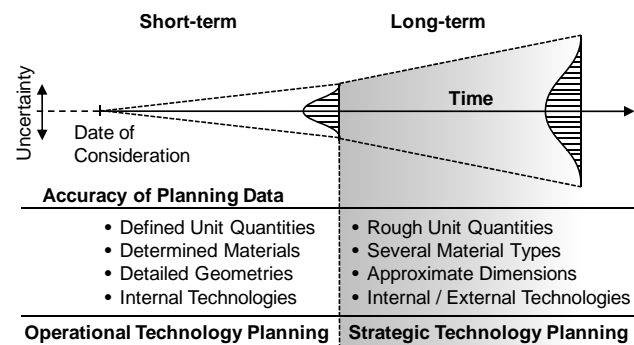 Short-term
Long-term
Uncertainty
Time
Date of
Consideration
Accuracy of Planning Data
• Defined Unit Quantities
• Determined Materials
• Detailed Geometries
• Internal Technologies
• Rough Unit Quantities
• Several Material Types
• Approximate Dimensions
• Internal / External Technologies
Operational Technology Planning
Strategic Technology Planning